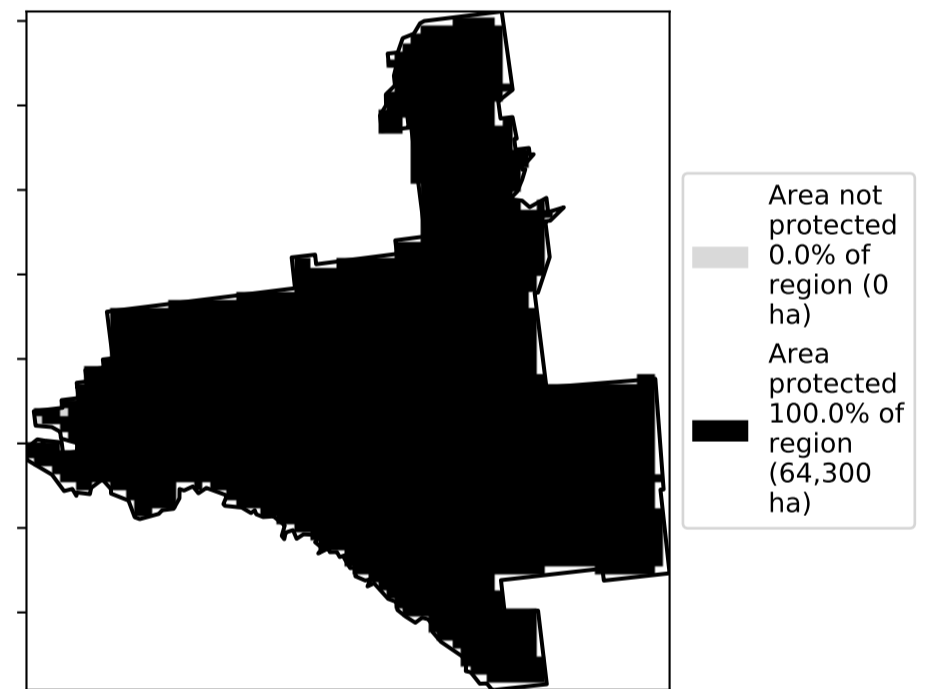 Area not
protected
0.0% of
region (0
ha)
Area
protected
100.0% of
region
(64,300
ha)